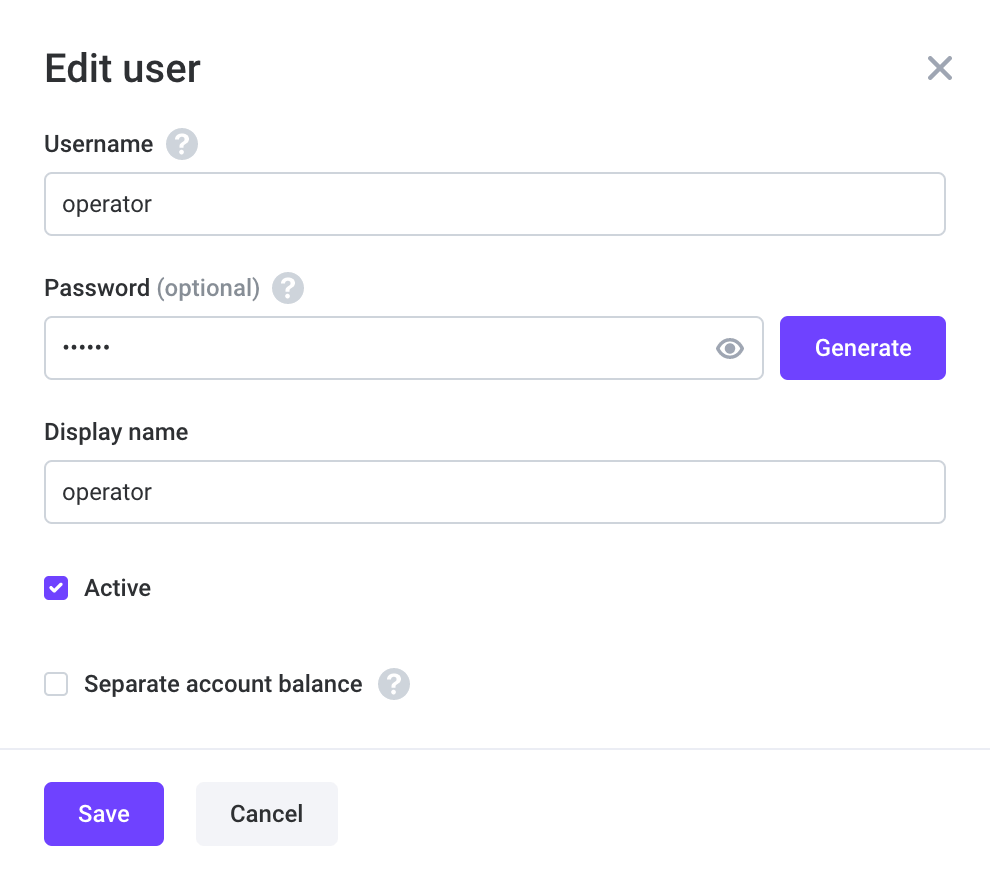 Edit user
Username ?
operator
Password (optional) ?
••••••
Generate
Display name
operator
Active
Separate account balance ?
Save Cancel